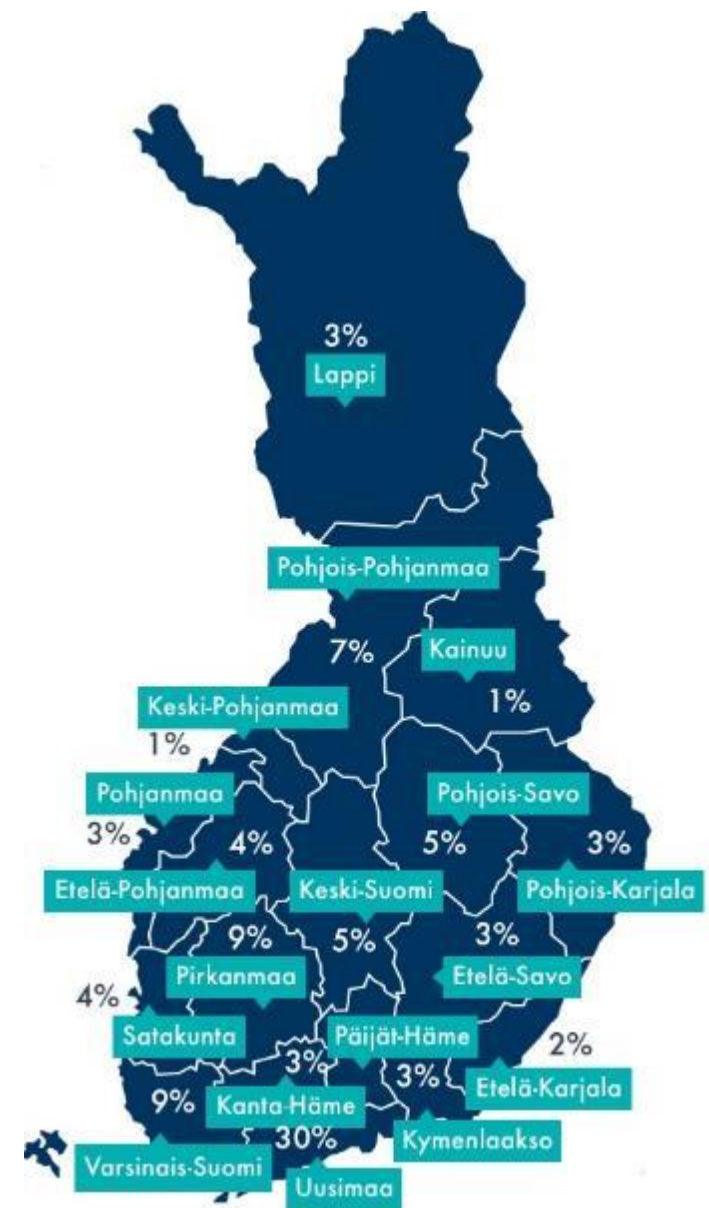 3%
Lappi
Pohjois-Pohjanmaa
7%
Kainuu
1%
Keski-Pohjanmaa
1%
Pohjanmaa
3%
Pohjois-Savo
5%
4%
Etelä-Pohjanmaa
Keski-Suomi
5%
3%
Pohjois-Karjala
9%
Pirkanmaa
3%
Etelä-Savo
4%
Satakunta
Päijät-Häme
3%
Kanta-Häme
3%
Kymenlaakso
2%
Etelä-Karjala
9%
Varsinais-Suomi
30%
Uusimaa